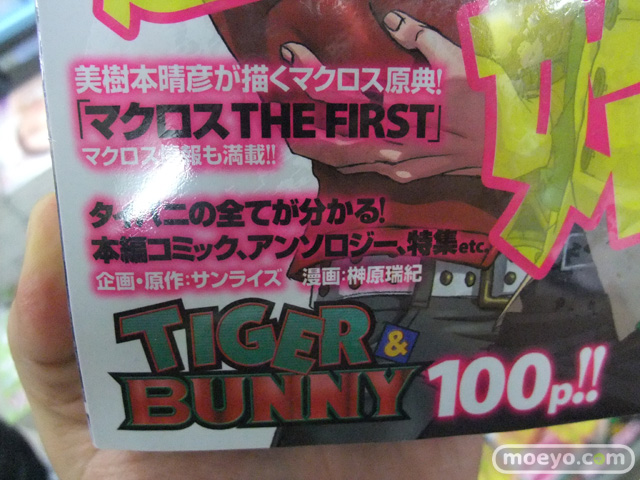 美樹本晴彦が描くマクロス原典!
「マクロス THE FIRST」
マクロス情報も満載!!
タイバニの全てが分かる!
本編コミック、アンソロジー、特集etc.
企画・原作:サンライズ 漫画:榊原瑞紀
TIGER &
BUNNY 100p!!
moeyo.com